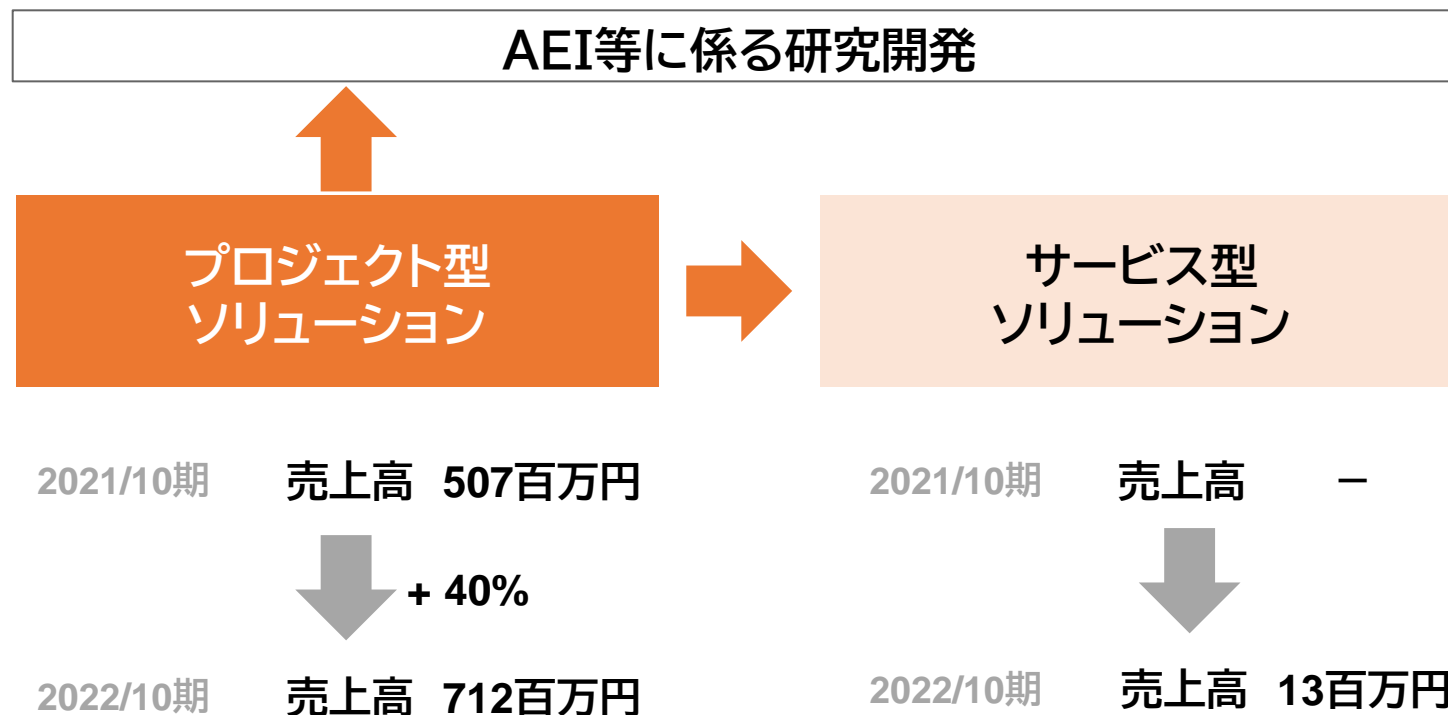 AEI等に係る研究開発
プロジェクト型
ソリューション
サービス型
ソリューション
2021/10期 売上高 507百万円
2021/10期 売上高 －
+ 40%
2022/10期 売上高 712百万円
2022/10期 売上高 13百万円